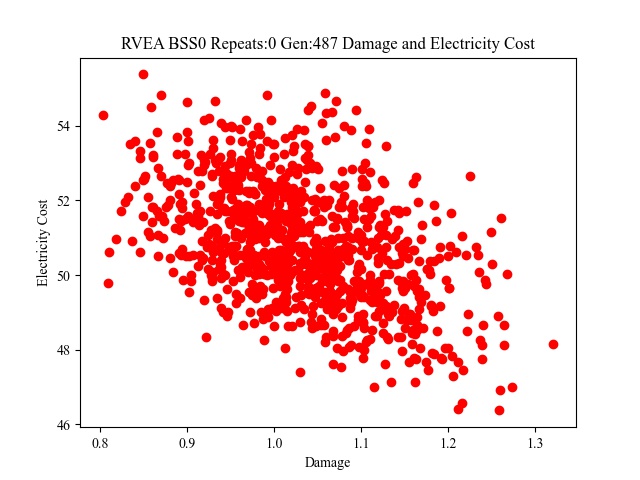 RVEA BSS0 Repeats:0 Gen:487 Damage and Electricity Cost
Electricity Cost
54
52
50
48
46
0.8 0.9 1.0 1.1 1.2 1.3
Damage